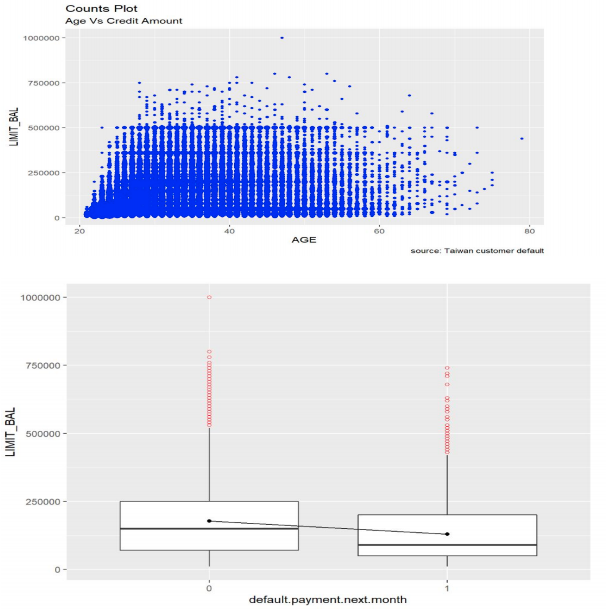 Counts Plot
Age Vs Credit Amount
1000000
750000
500000
250000
0
LIMIT_BAL
20
40
60
80
AGE
source: Taiwan customer default
1000000
750000
500000
250000
0
LIMIT_BAL
0
1
default.payment.next.month